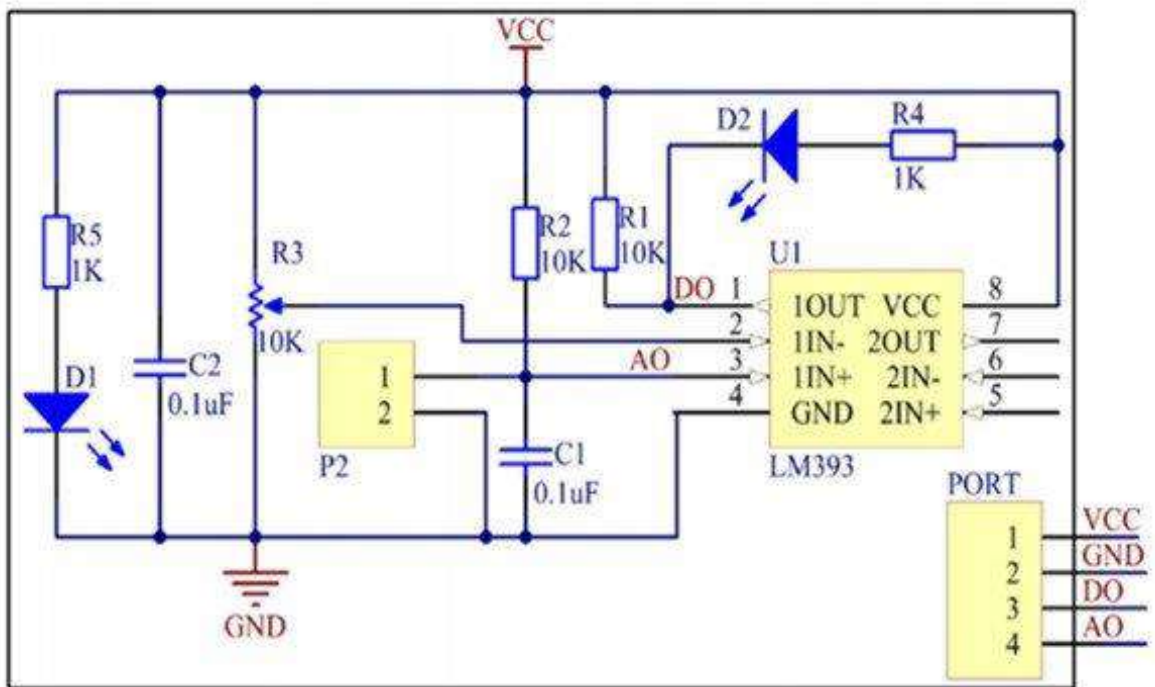 VCC
D2
R4
1K
R5
1K
R3
10K
R2
10K
R1
10K
U1
DO
1
1OUT
VCC
8
2
1IN-
2OUT
7
AO
3
1IN+
2IN-
6
4
GND
2IN+
5
LM393
D1
C2
0.1uF
1
2
P2
C1
0.1uF
GND
PORT
1
VCC
2
GND
3
DO
4
AO